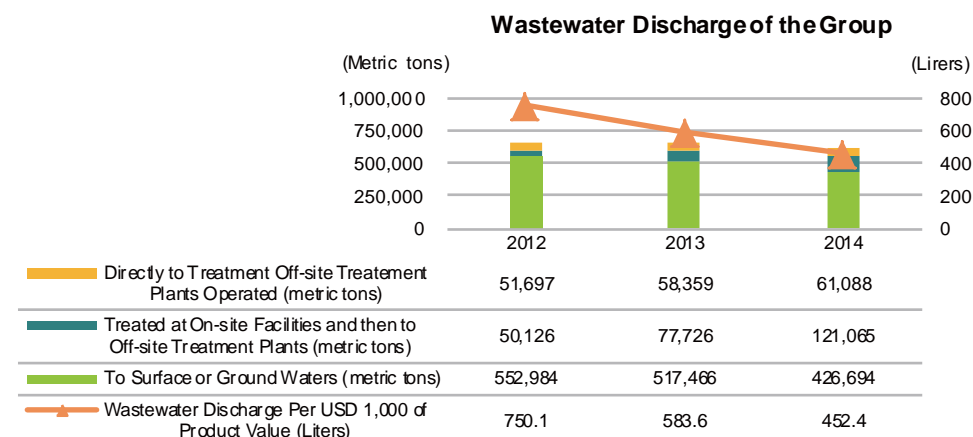 Wastewater Discharge of the Group
(Metric tons) (Lirers)
1,000,000 800
750,000 600
500,000 400
250,000 200
0 0
2012 2013 2014
Directly to Treatment Off-site Treatement
Plants Operated (metric tons) 51,697 58,359 61,088
Treated at On-site Facilities and then to
Off-site Treatment Plants (metric tons) 50,126 77,726 121,065
To Surface or Ground Waters (metric tons) 552,984 517,466 426,694
Wastewater Discharge Per USD 1,000 of
Product Value (Liters) 750.1 583.6 452.4